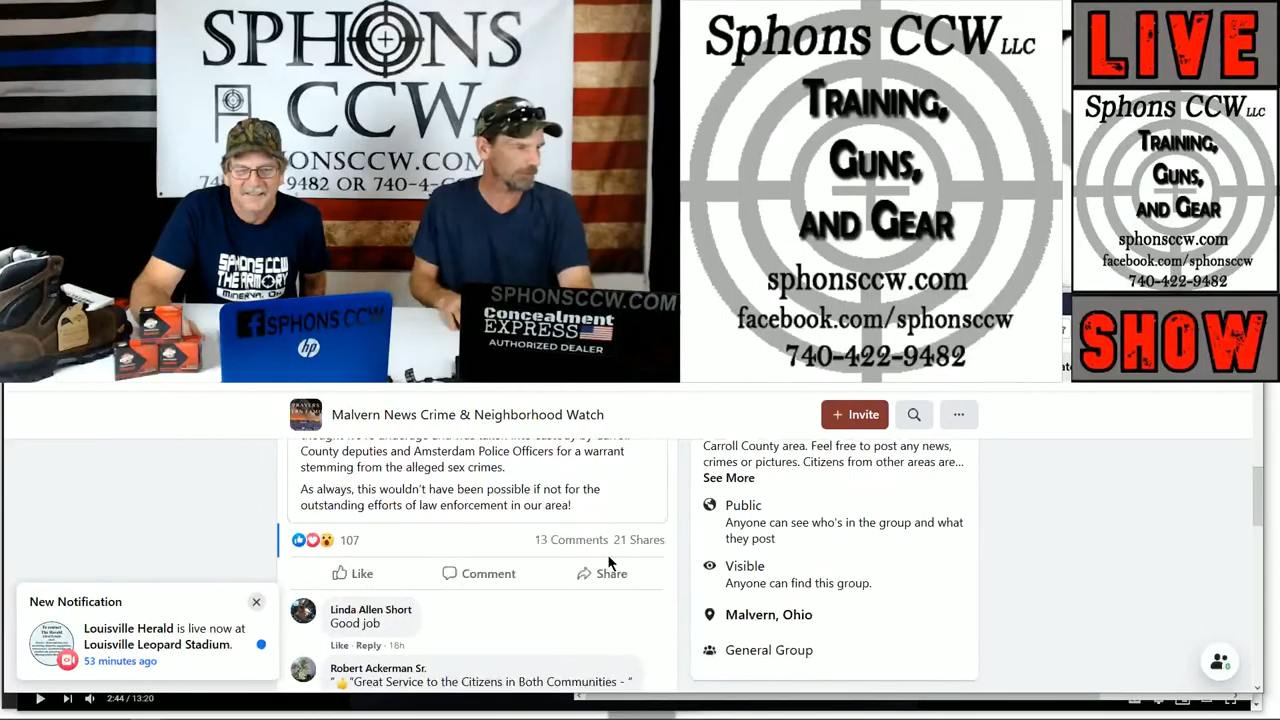 SPHONS
CCW
SPHONSCCW.COM
9482 OR 740-4
SPHONS CCW
THE ARMORY
MINERVA, O
SPHONS CCW
hp
SPHONSCCW.COM
Concealment
EXPRESS
AUTHORIZED DEALER
Sphons CCW LLC
Training,
Guns,
and Gear
sphonsccw.com
facebook.com/sphonsccw
740-422-9482
LIVE
Sphons CCW LLC
Training,
Guns,
and Gear
sphonsccw.com
facebook.com/sphonsccw
740-422-9482
SHOW
Malvern News Crime & Neighborhood Watch
+ Invite
County deputies and Amsterdam Police Officers for a warrant
stemming from the alleged sex crimes.
As always, this wouldn't have been possible if not for the
outstanding efforts of law enforcement in our area!
107
13 Comments 21 Shares
Like
Comment
Share
Linda Allen Short
Good job
Like · Reply · 18h
Robert Ackerman Sr.
"👍"Great Service to the Citizens in Both Communities - "
Carroll County area. Feel free to post any news,
crimes or pictures. Citizens from other areas are...
See More
Public
Anyone can see who's in the group and what
they post
Visible
Anyone can find this group.
Malvern, Ohio
General Group
New Notification
Louisville Herald is live now at
Louisville Leopard Stadium.
53 minutes ago
2:44 / 13:20